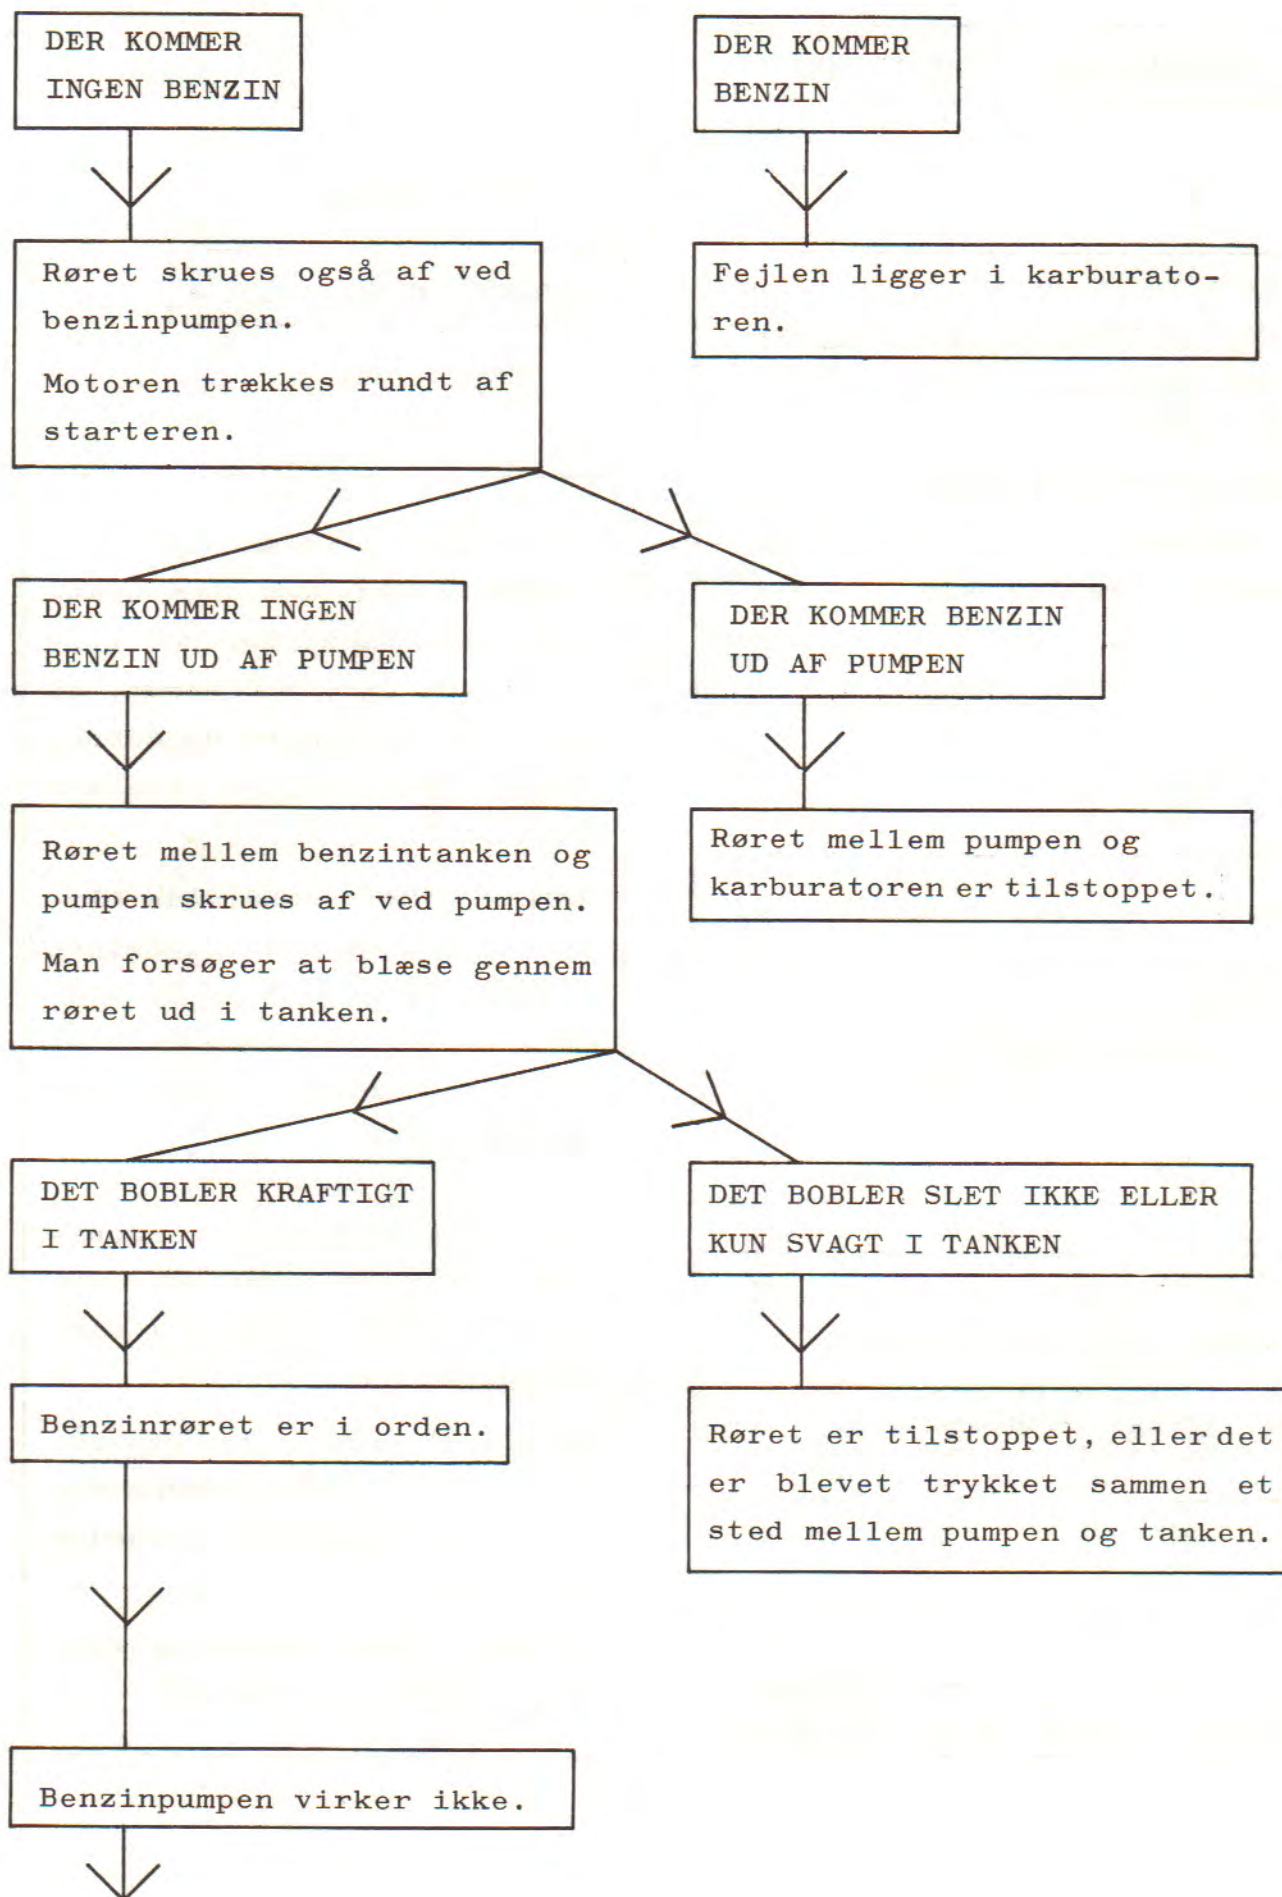 DER KOMMER
INGEN BENZIN
DER KOMMER
BENZIN
Røret skrues også af ved
benzinpumpen.
Motoren trækkes rundt af
starteren.
Fejlen ligger i karburato-
ren.
DER KOMMER INGEN
BENZIN UD AF PUMPEN
DER KOMMER BENZIN
UD AF PUMPEN
Røret mellem benzintanken og
pumpen skrues af ved pumpen.
Man forsøger at blæse gennem
røret ud i tanken.
Røret mellem pumpen og
karburatoren er tilstoppet.
DET BOBLER KRAFTIGT
I TANKEN
DET BOBLER SLET IKKE ELLER
KUN SVAGT I TANKEN
Benzinrøret er i orden.
Røret er tilstoppet, eller det
er blevet trykket sammen et
sted mellem pumpen og tanken.
Benzinpumpen virker ikke.